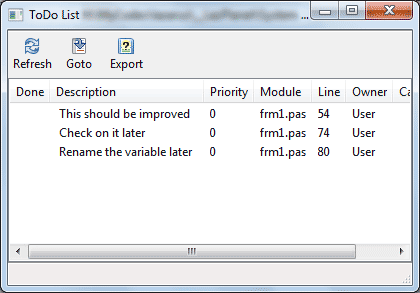 ToDo List ...
Refresh Goto Export
Done Description Priority Module Line Owner Ca
This should be improved 0 frm1.pas 54 User
Check on it later 0 frm1.pas 74 User
Rename the variable later 0 frm1.pas 80 User